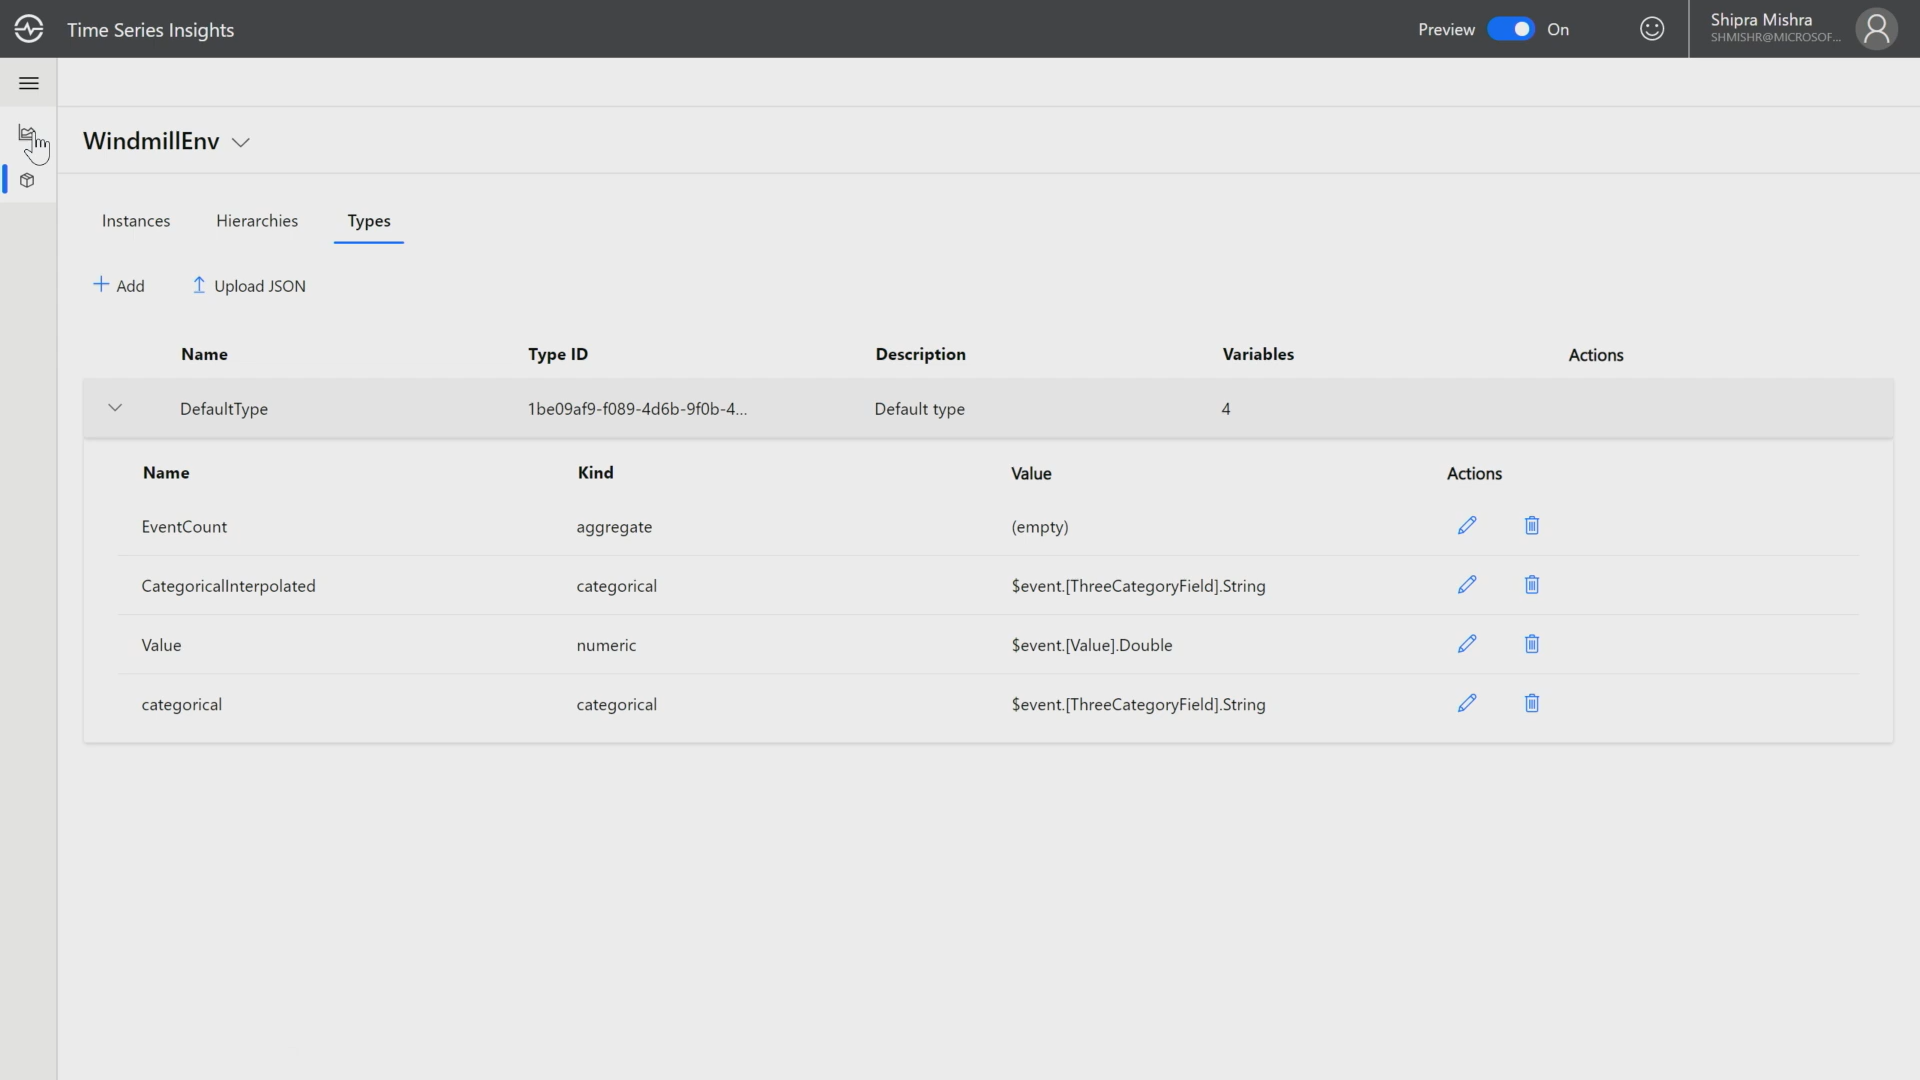 Time Series Insights
Preview On
Shipra Mishra
SHMISHR@MICROSOF...
WindmillEnv
Instances Hierarchies Types
Add Upload JSON
Name Type ID Description Variables Actions
DefaultType 1be09af9-f089-4d6b-9f0b-4... Default type 4
Name Kind Value Actions
EventCount aggregate (empty)
CategoricalInterpolated categorical $event.[ThreeCategoryField].String
Value numeric $event.[Value].Double
categorical categorical $event.[ThreeCategoryField].String